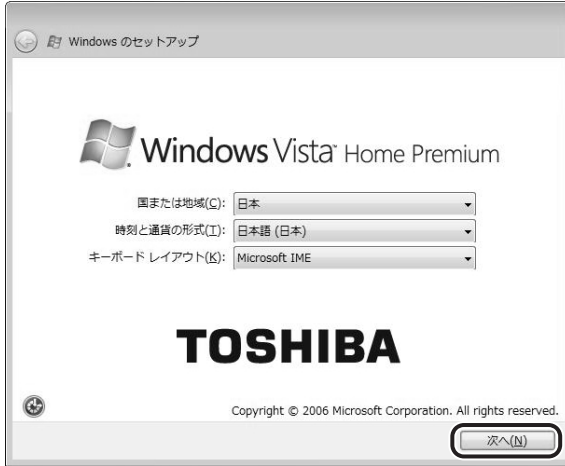 Windows のセットアップ
Windows Vista™ Home Premium
国または地域(C): 日本
時刻と通貨の形式(T): 日本語 (日本)
キーボード レイアウト(K): Microsoft IME
TOSHIBA
Copyright © 2006 Microsoft Corporation. All rights reserved.
次へ(N)